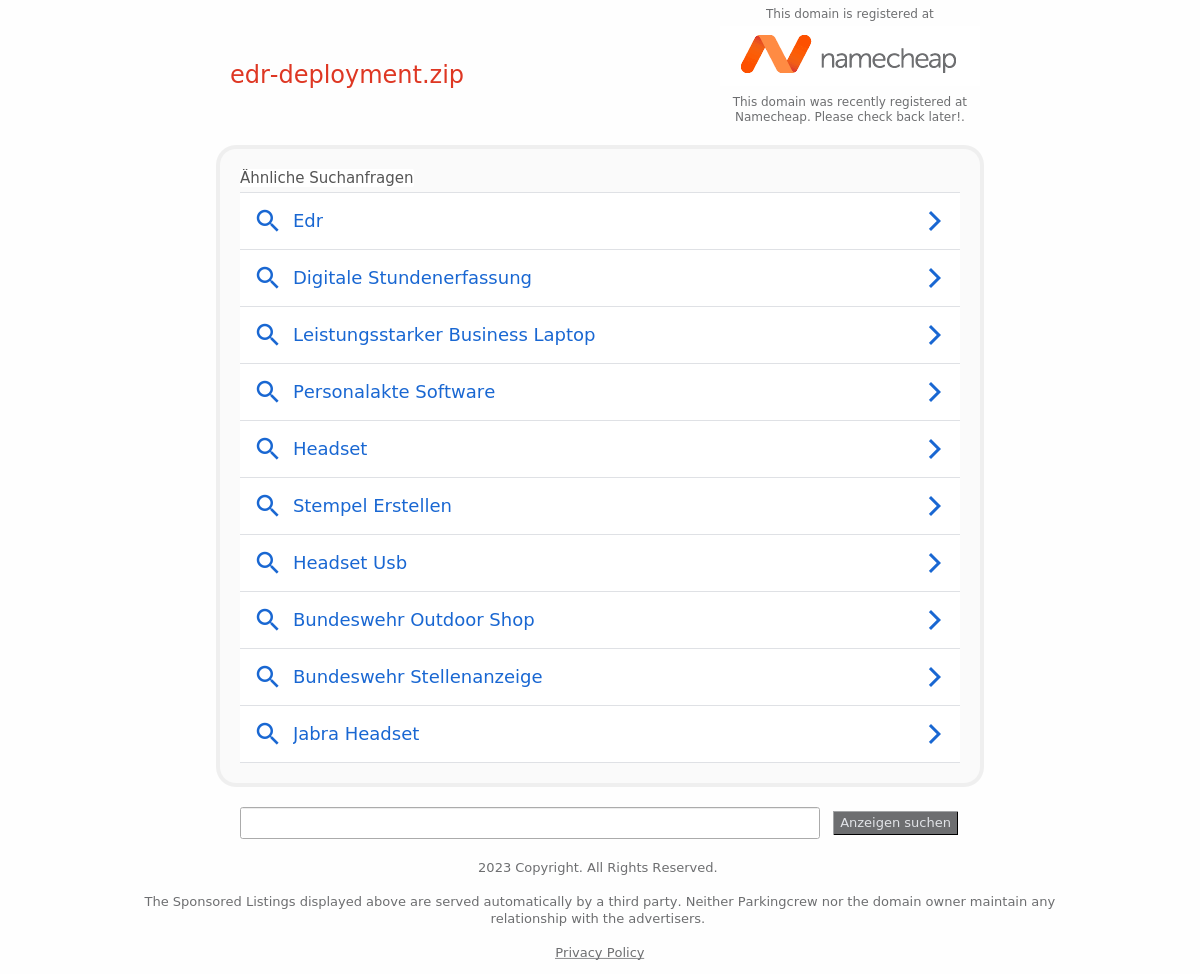 This domain is registered at
namecheap
edr-deployment.zip
This domain was recently registered at
Namecheap. Please check back later!.
Ähnliche Suchanfragen
Edr
Digitale Stundenerfassung
Leistungsstarker Business Laptop
Personalakte Software
Headset
Stempel Erstellen
Headset Usb
Bundeswehr Outdoor Shop
Bundeswehr Stellenanzeige
Jabra Headset
Anzeigen suchen
2023 Copyright. All Rights Reserved.
The Sponsored Listings displayed above are served automatically by a third party. Neither Parkingcrew nor the domain owner maintain any
relationship with the advertisers.
Privacy Policy